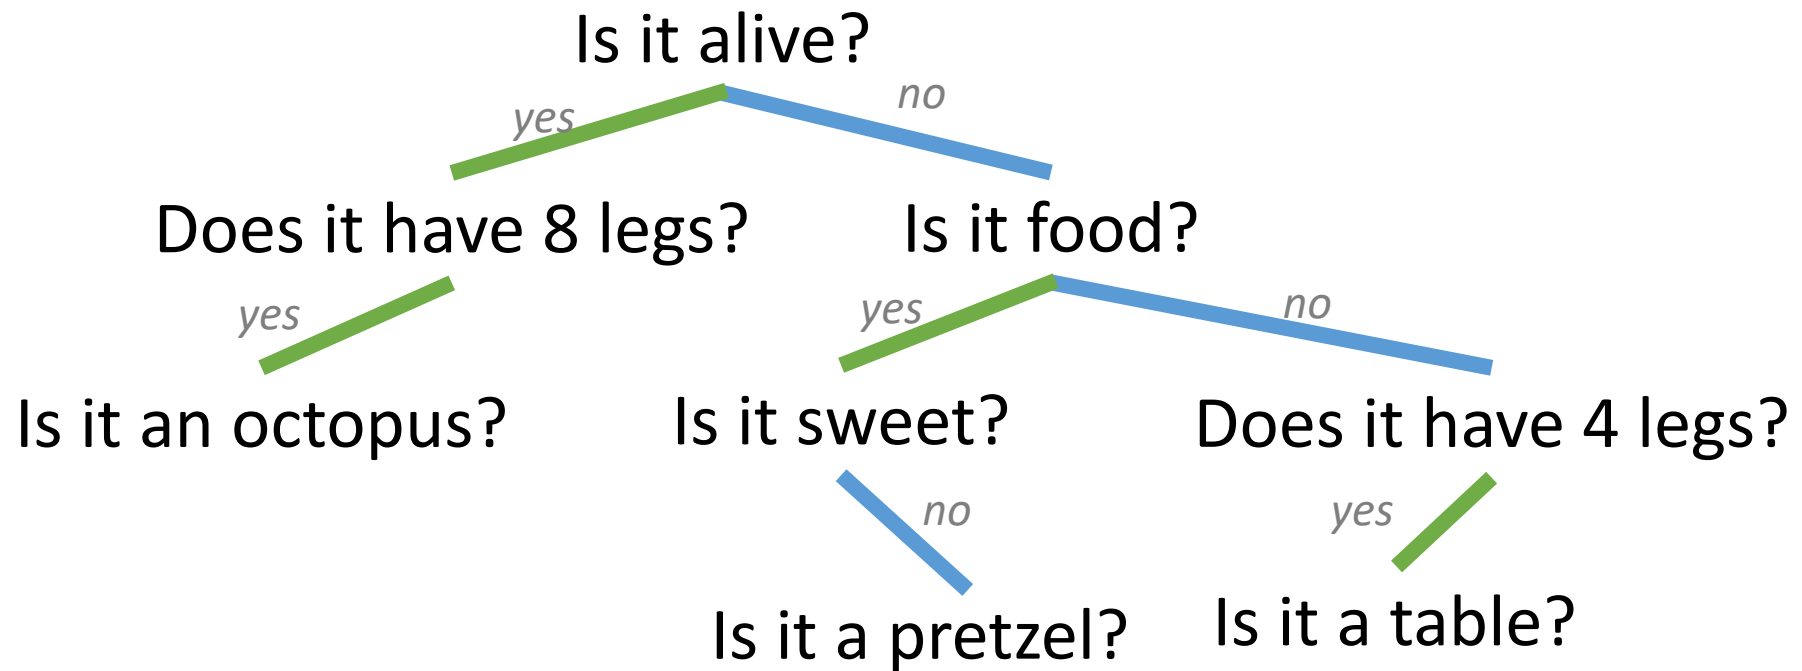 Is it alive?
yes
no
Does it have 8 legs?
Is it food?
yes
yes
no
Is it an octopus?
Is it sweet?
Does it have 4 legs?
no
yes
Is it a pretzel?
Is it a table?